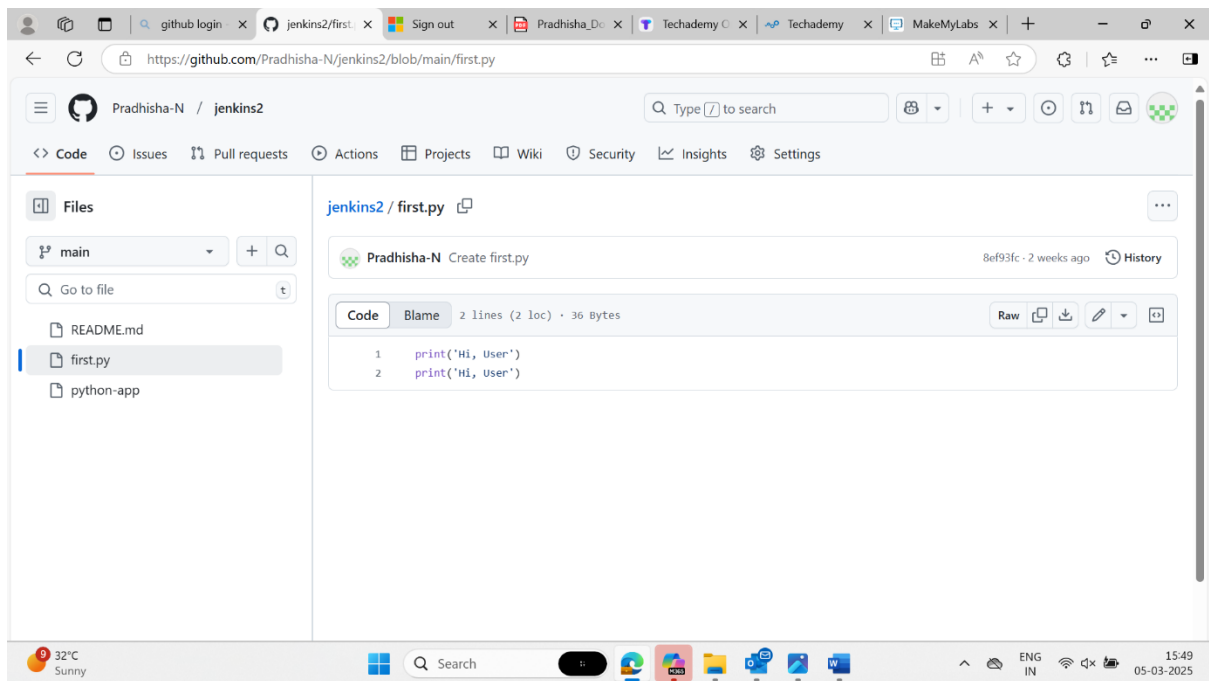 github login
jenkins2/first.
Sign out
Pradhisha_Do
Techademy O
Techademy
MakeMyLabs
https://github.com/Pradhisha-N/jenkins2/blob/main/first.py
Pradhisha-N / jenkins2
Type / to search
<> Code Issues Pull requests Actions Projects Wiki Security Insights Settings
Files
jenkins2 / first.py
main
Pradhisha-N Create first.py
8ef93fc · 2 weeks ago History
Go to file t
Code Blame 2 lines (2 loc) · 36 Bytes
Raw
README.md
first.py
python-app
1 print('Hi, User')
2 print('Hi, User')
9
32°C
Sunny
Search
M365
ENG
IN
15:49
05-03-2025